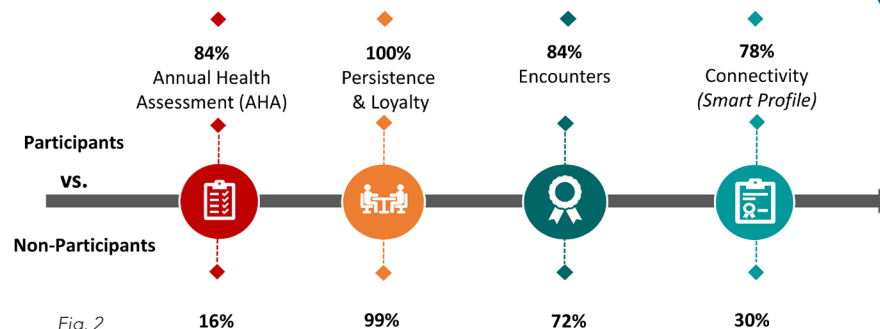 84% 100% 84% 78%
Annual Health Persistence Encounters Connectivity
Assessment (AHA) & Loyalty (Smart Profile)
Participants
vs.
Non-Participants
Fig. 2 16% 99% 72% 30%